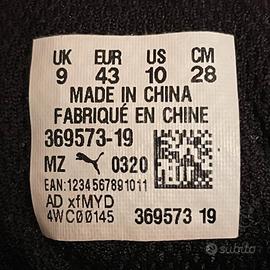 UK EUR US CM
9 43 10 28
MADE IN CHINA
FABRIQUÉ EN CHINE
369573-19
MZ 0320
EAN:1234567891011
AD xfMYD
4WC00145 369573 19
subito